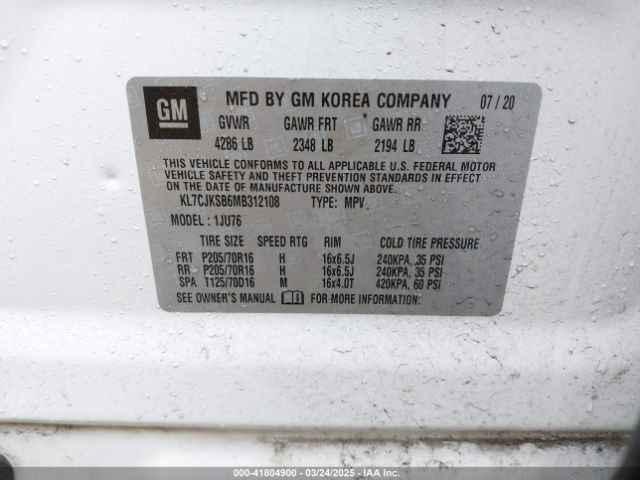 GM
MFD BY GM KOREA COMPANY 07 / 20
GVWR GAWR FRT GAWR RR
4286 LB 2348 LB 2194 LB
THIS VEHICLE CONFORMS TO ALL APPLICABLE U.S. FEDERAL MOTOR
VEHICLE SAFETY AND THEFT PREVENTION STANDARDS IN EFFECT
ON THE DATE OF MANUFACTURE SHOWN ABOVE.
KL7CJKSB6MB312108 TYPE: MPV
MODEL : 1JU76
TIRE SIZE SPEED RTG RIM COLD TIRE PRESSURE
FRT P205/70R16 H 16x6.5J 240KPA, 35 PSI
RR P205/70R16 H 16x6.5J 240KPA, 35 PSI
SPA T125/70D16 M 16x4.0T 420KPA, 60 PSI
SEE OWNER'S MANUAL FOR MORE INFORMATION.
000-41804900 - 03/24/2025 - IAA Inc.